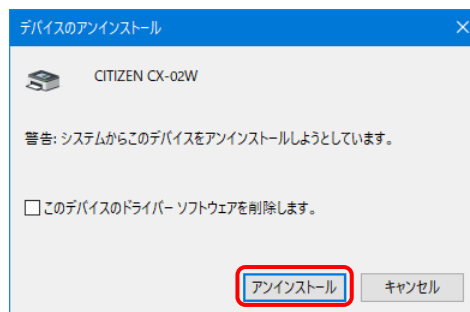 デバイスのアンインストール
CITIZEN CX-02W
警告: システムからこのデバイスをアンインストールしようとしています。
このデバイスのドライバー ソフトウェアを削除します。
アンインストール
キャンセル